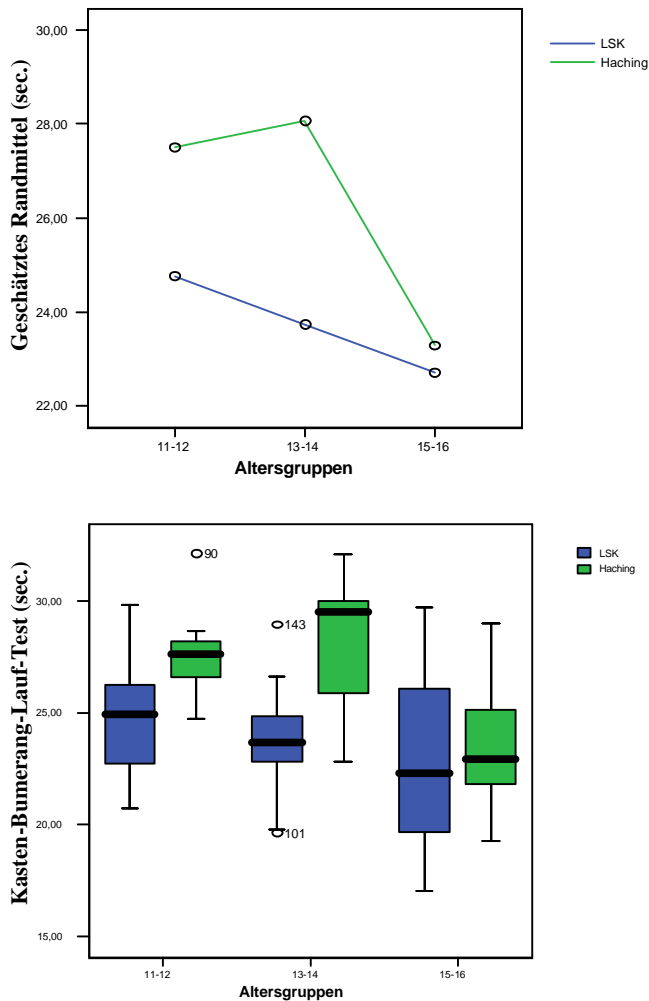 Geschätztes Randmittel (sec.)
30,00
28,00
26,00
24,00
22,00
11-12
13-14
15-16
Altersgruppen
LSK
Haching
Kasten-Bumerang-Lauf-Test (sec.)
30,00
25,00
20,00
15,00
90
143
101
11-12
13-14
15-16
Altersgruppen
LSK
Haching